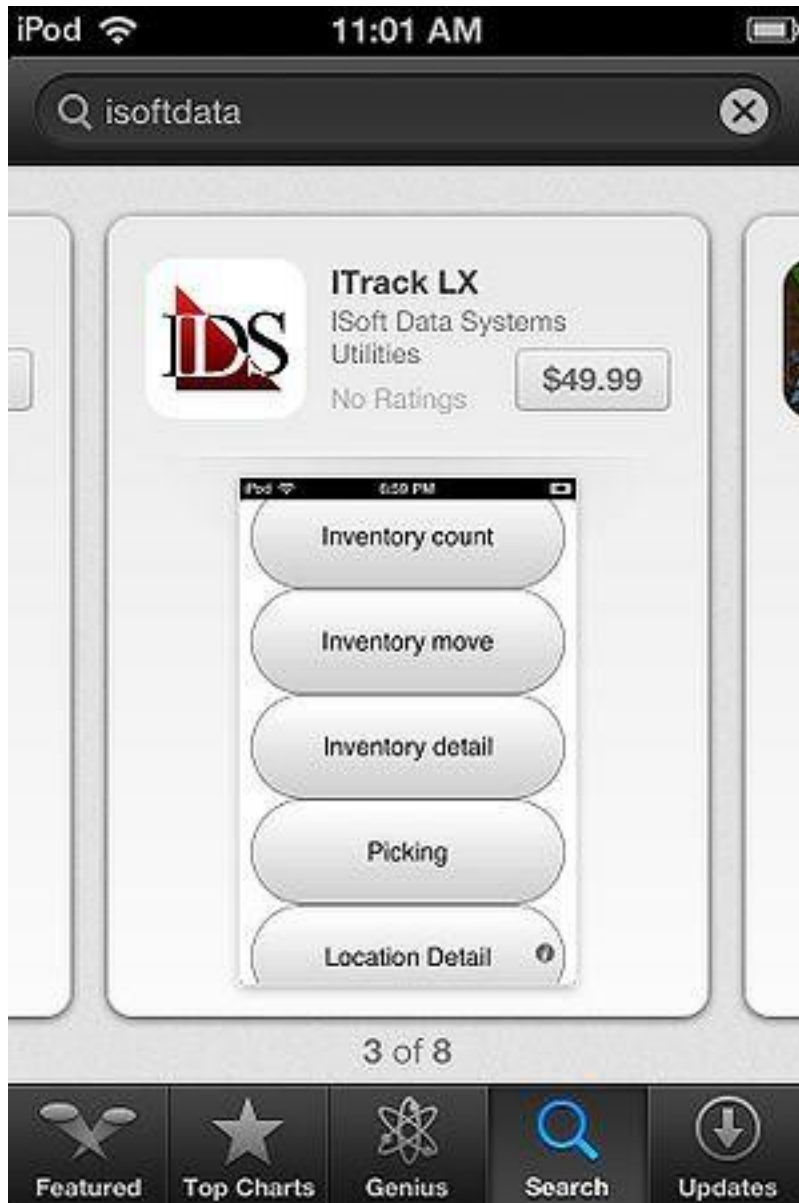 iPod 11:01 AM
isoftdata
IDS
ITrack LX
ISoft Data Systems
Utilities
No Ratings
$49.99
iPod 6:59 PM
Inventory count
Inventory move
Inventory detail
Picking
Location Detail
3 of 8
Featured Top Charts Genius Search Updates